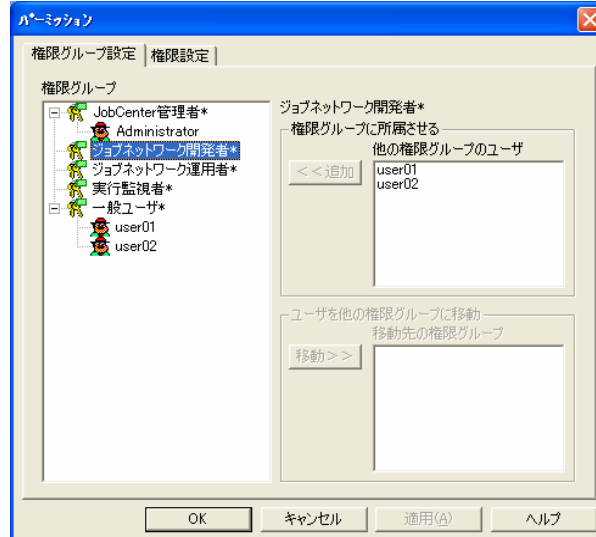 パーミッション
権限グループ設定
権限設定
権限グループ
JobCenter管理者*
Administrator
ジョブネットワーク開発者*
ジョブネットワーク運用者*
実行監視者*
一般ユーザ*
user01
user02
ジョブネットワーク開発者*
権限グループに所属させる
他の権限グループのユーザ
<<追加
user01
user02
ユーザを他の権限グループに移動
移動先の権限グループ
移動>>
OK
キャンセル
適用(A)
ヘルプ